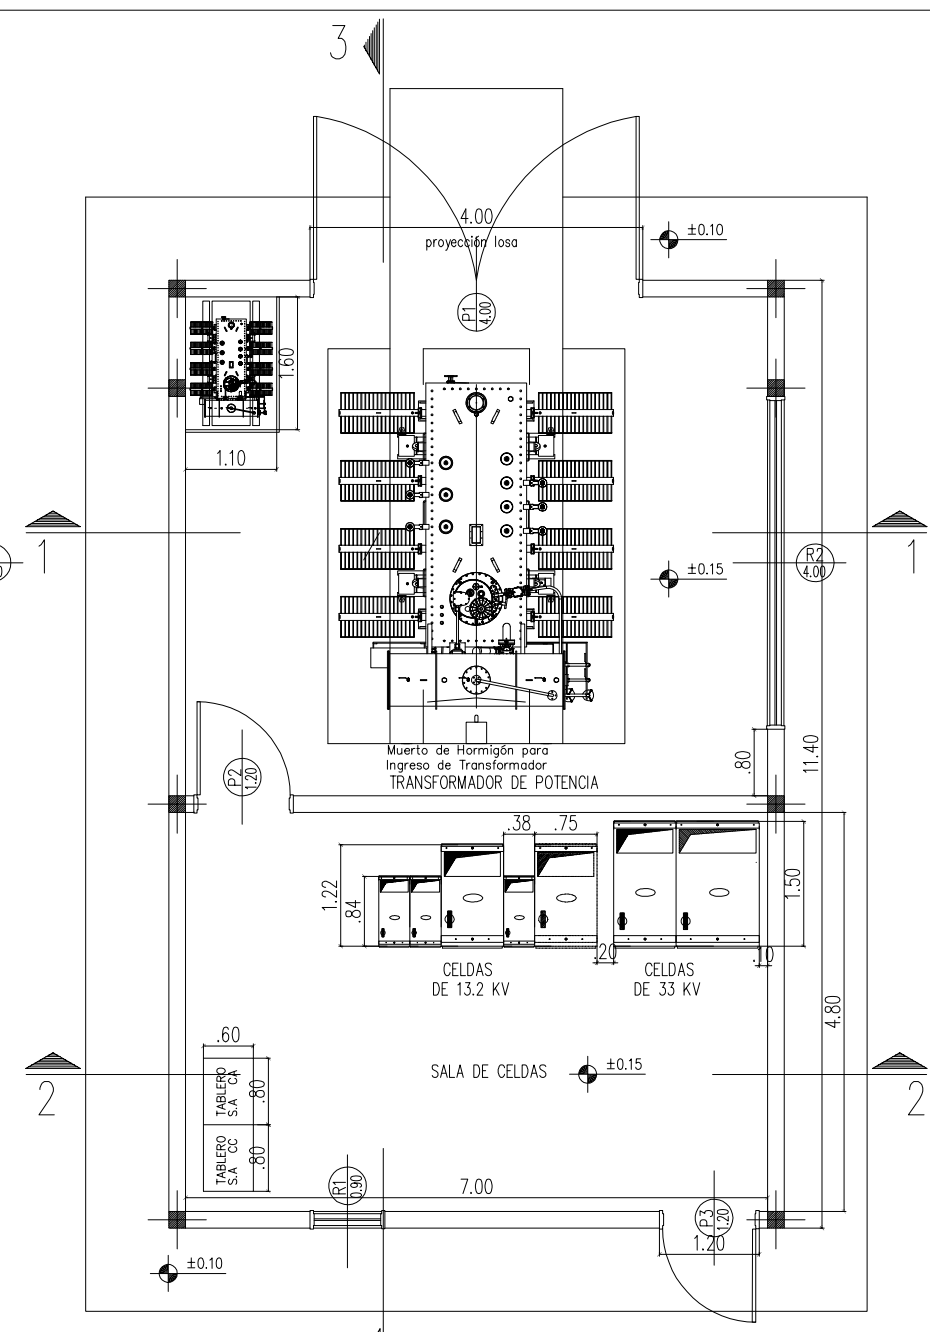 3
4.00
proyección losa
±0.10
P1
4.00
1.60
1.10
1
1
R2
4.00
±0.15
Muerto de Hormigón para
Ingreso de Transformador
TRANSFORMADOR DE POTENCIA
P2
1.20
.80
11.40
.38
.75
1.22
.84
1.50
.20
.10
CELDAS
DE 13.2 KV
CELDAS
DE 33 KV
4.80
.60
SALA DE CELDAS
±0.15
2
2
TABLERO
S.A CA
.80
TABLERO
S.A CC
.80
R1
0.90
7.00
P3
1.20
1.20
±0.10